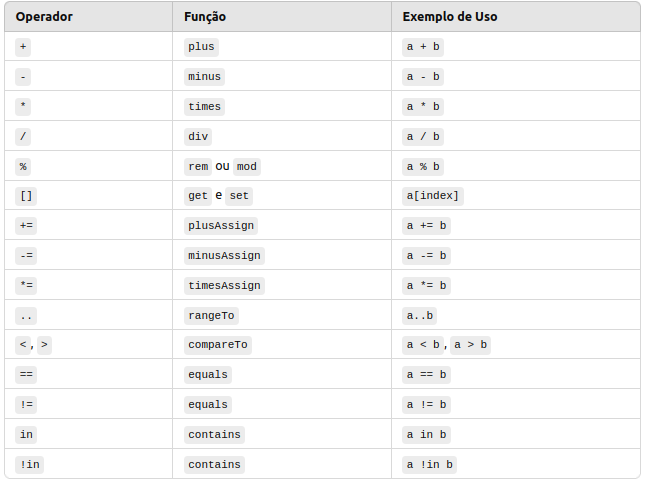 Operador Função Exemplo de Uso
+ plus a + b
- minus a - b
* times a * b
/ div a / b
% rem ou mod a % b
[] get e set a[index]
+= plusAssign a += b
-= minusAssign a -= b
*= timesAssign a *= b
.. rangeTo a..b
<, > compareTo a < b, a > b
== equals a == b
!= equals a != b
in contains a in b
!in contains a !in b